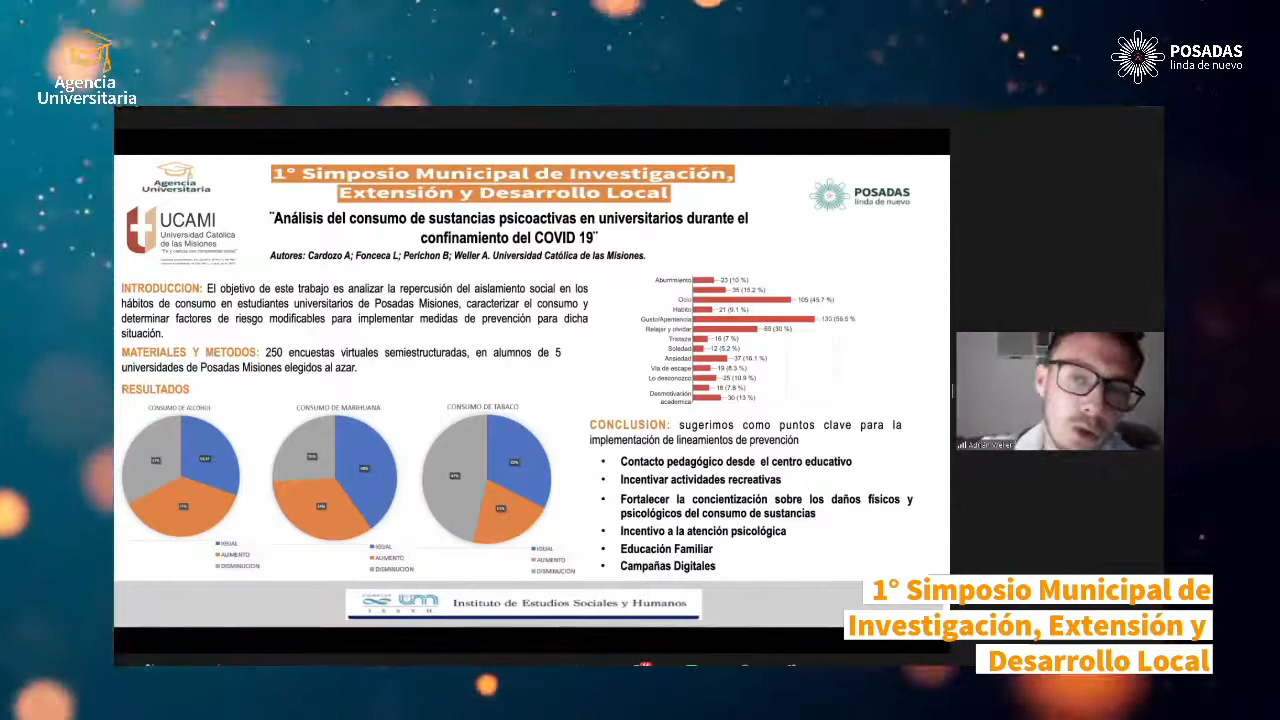 Agencia
Universitaria
POSADAS
linda de nuevo
Agencia
Universitaria
1° Simposio Municipal de Investigación,
Extensión y Desarrollo Local
POSADAS
linda de nuevo
UCAMI
Universidad Católica
de las Misiones
¨Análisis del consumo de sustancias psicoactivas en universitarios durante el
confinamiento del COVID 19¨
Autores: Cardozo A; Fonceca L; Perichon B; Weller A. Universidad Católica de las Misiones.
INTRODUCCION: El objetivo de este trabajo es analizar la repercusión del aislamiento social en los
hábitos de consumo en estudiantes universitarios de Posadas Misiones, caracterizar el consumo y
determinar factores de riesgo modificables para implementar medidas de prevención para dicha
situación.
MATERIALES Y METODOS: 250 encuestas virtuales semiestructuradas, en alumnos de 5
universidades de Posadas Misiones elegidos al azar.
RESULTADOS
CONSUMO DE ALCOHOL
IGUAL
AUMENTO
DISMINUCION
CONSUMO DE MARIHUANA
IGUAL
AUMENTO
DISMINUCION
CONSUMO DE TABACO
IGUAL
AUMENTO
DISMINUCION
Aburrimiento 23 (10 %)
35 (15.2 %)
Ocio 105 (45.7 %)
Habito 21 (9.1 %)
Gusto/Apetencia
Relajar y olvidar 69 (30 %)
Tristeza 16 (7 %)
Soledad 12 (5.2 %)
Ansiedad 37 (16.1 %)
Vía de escape 19 (8.3 %)
Lo desconozco 25 (10.9 %)
18 (7.8 %)
Desmotivación
academica
30 (13 %)
CONCLUSION: sugerimos como puntos clave para la
implementación de lineamientos de prevención
• Contacto pedagógico desde el centro educativo
• Incentivar actividades recreativas
• Fortalecer la concientización sobre los daños físicos y
psicológicos del consumo de sustancias
• Incentivo a la atención psicológica
• Educación Familiar
• Campañas Digitales
Instituto de Estudios Sociales y Humanos
Adrian Weller
1° Simposio Municipal de
Investigación, Extensión y
Desarrollo Local